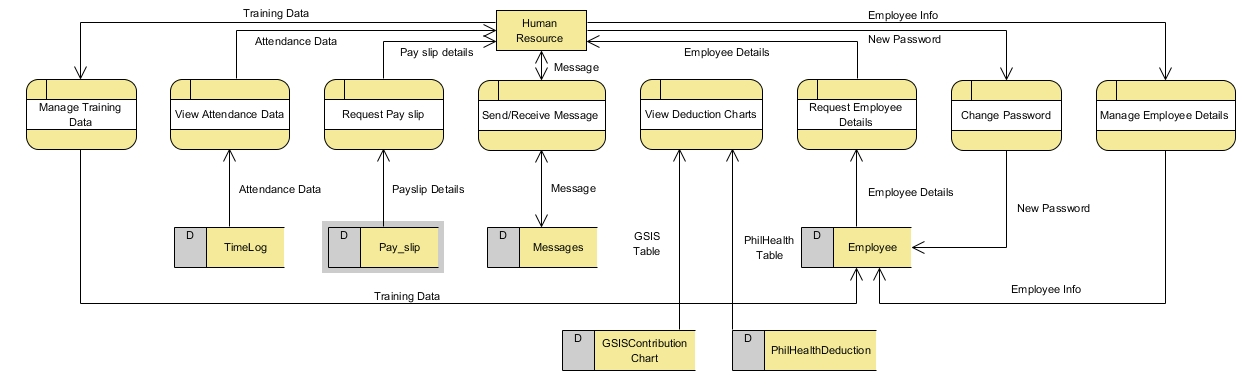 Training Data
Human
Resource
Employee Info
Attendance Data
New Password
Pay slip details
Employee Details
Message
Manage Training
Data
View Attendance Data
Request Pay slip
Send/Receive Message
View Deduction Charts
Request Employee
Details
Change Password
Manage Employee Details
Attendance Data
Payslip Details
Message
Employee Details
New Password
D
TimeLog
D
Pay_slip
D
Messages
GSIS
Table
PhilHealth
Table
D
Employee
Training Data
Employee Info
D
GSISContribution
Chart
D
PhilHealthDeduction